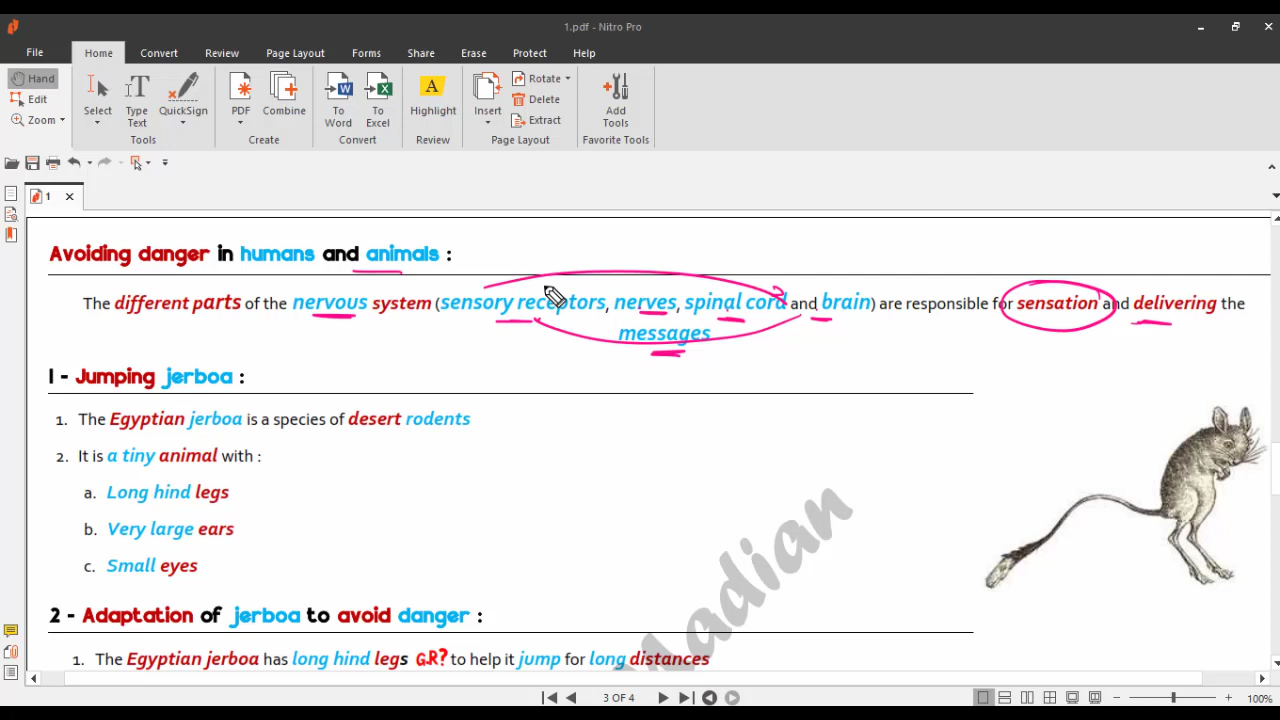 1.pdf - Nitro Pro
File Home Convert Review Page Layout Forms Share Erase Protect Help
Hand
Edit
Zoom
Select
Type Text
QuickSign
Tools
PDF
Combine
Create
To Word
To Excel
Convert
Highlight
Review
Insert
Rotate
Delete
Extract
Page Layout
Add Tools
Favorite Tools
1
Avoiding danger in humans and animals :
The different parts of the nervous system (sensory receptors, nerves, spinal cord and brain) are responsible for sensation and delivering the
messages
1 - Jumping jerboa :
1. The Egyptian jerboa is a species of desert rodents
2. It is a tiny animal with :
a. Long hind legs
b. Very large ears
c. Small eyes
2 - Adaptation of jerboa to avoid danger :
1. The Egyptian jerboa has long hind legs G.R? to help it jump for long distances
Madian
3 OF 4
100%